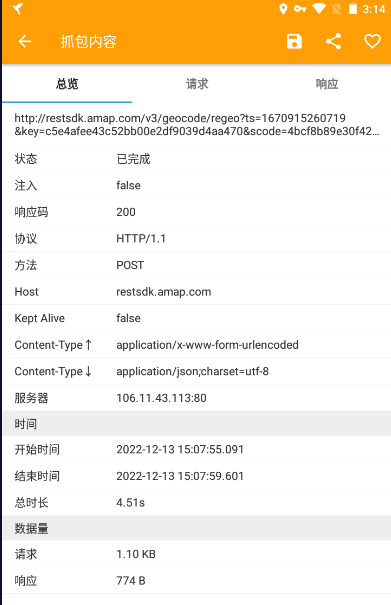 3:14
抓包内容
总览 请求 响应
http://restsdk.amap.com/v3/geocode/regeo?ts=1670915260719
&key=c5e4afee43c52bb00e2df9039d4aa470&scode=4bcf8b89e30f42...
状态 已完成
注入 false
响应码 200
协议 HTTP/1.1
方法 POST
Host restsdk.amap.com
Kept Alive false
Content-Type↑ application/x-www-form-urlencoded
Content-Type↓ application/json;charset=utf-8
服务器 106.11.43.113:80
时间
开始时间 2022-12-13 15:07:55.091
结束时间 2022-12-13 15:07:59.601
总时长 4.51s
数据量
请求 1.10 KB
响应 774 B